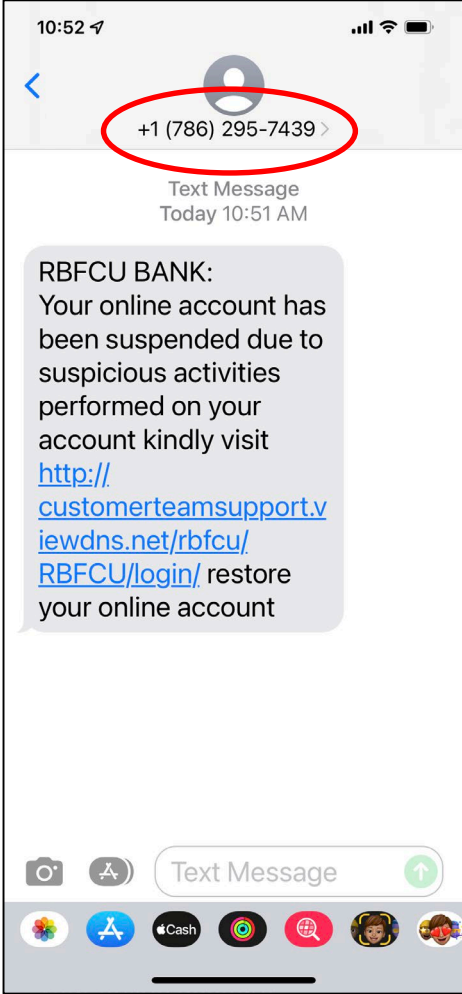 10:52
+1 (786) 295-7439
Text Message
Today 10:51 AM
RBFCU BANK:
Your online account has
been suspended due to
suspicious activities
performed on your
account kindly visit
http://
customerteamsupport.v
iewdns.net/rbfcu/
RBFCU/login/ restore
your online account
Text Message
Cash